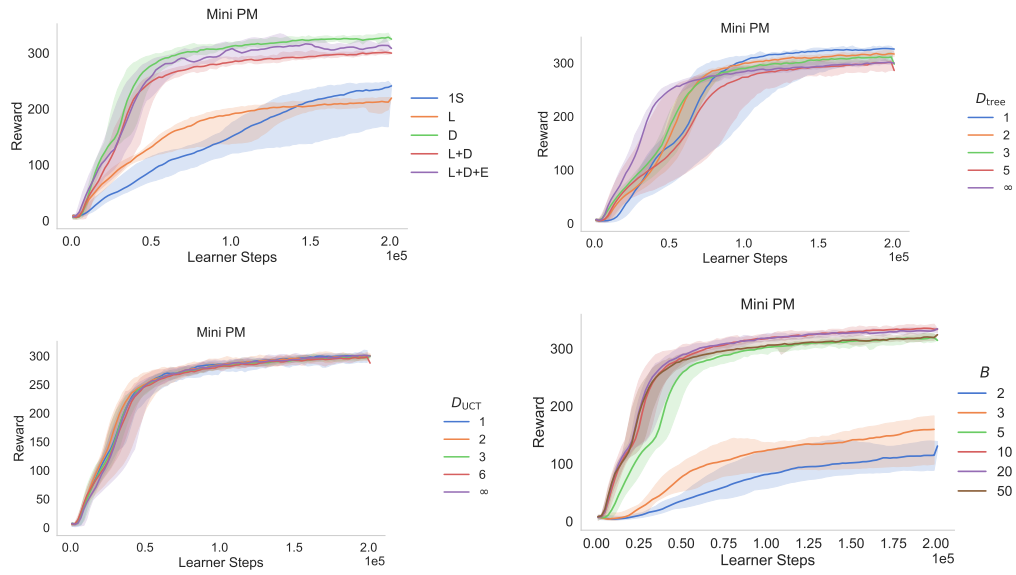 Mini PM
Reward
300
200
100
0
0.0 0.5 1.0 1.5 2.0
1e5
Learner Steps
1S
L
D
L+D
L+D+E
Mini PM
Reward
300
200
100
0
0.0 0.5 1.0 1.5 2.0
1e5
Learner Steps
D_tree
1
2
3
5
∞
Mini PM
Reward
300
250
200
150
100
50
0
0.0 0.5 1.0 1.5 2.0
1e5
Learner Steps
D_UCT
1
2
3
6
∞
Mini PM
Reward
300
200
100
0
0.00 0.25 0.50 0.75 1.00 1.25 1.50 1.75 2.00
1e5
Learner Steps
B
2
3
5
10
20
50